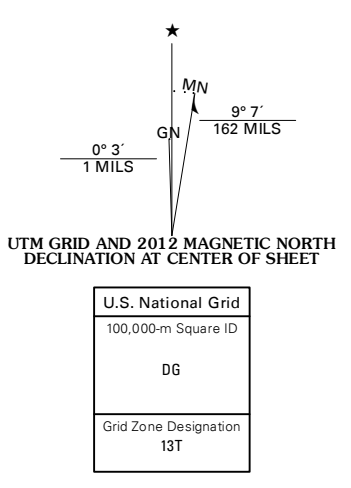 ★
MN
GN
9° 7´
162 MILS
0° 3´
1 MILS
UTM GRID AND 2012 MAGNETIC NORTH
DECLINATION AT CENTER OF SHEET
U.S. National Grid
100,000-m Square ID
DG
Grid Zone Designation
13T